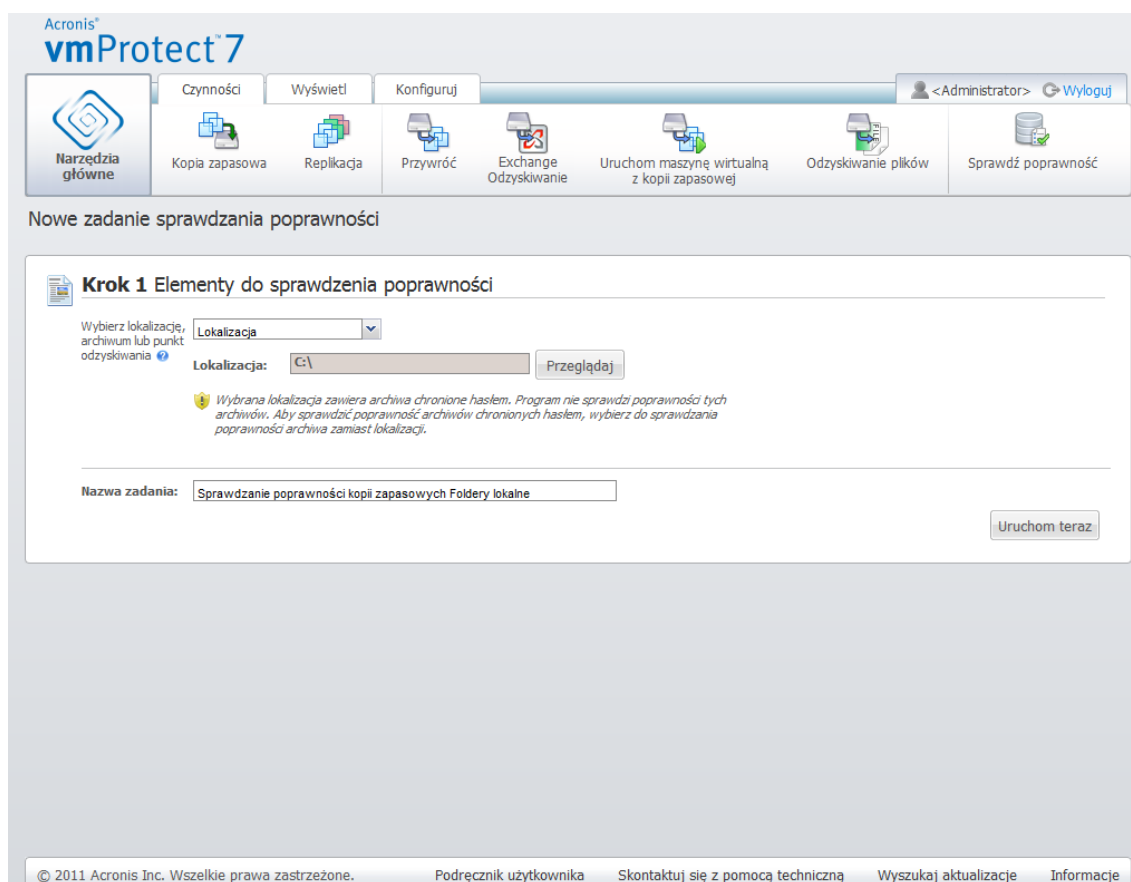 Acronis®
vmProtect™7
Czynności Wyświetl Konfiguruj <Administrator> Wyloguj
Narzędzia główne
Kopia zapasowa
Replikacja
Przywróć
Exchange
Odzyskiwanie
Uruchom maszynę wirtualną
z kopii zapasowej
Odzyskiwanie plików
Sprawdź poprawność
Nowe zadanie sprawdzania poprawności
Krok 1 Elementy do sprawdzenia poprawności
Wybierz lokalizację,
archiwum lub punkt
odzyskiwania ?
Lokalizacja
Lokalizacja: C:\ Przeglądaj
Wybrana lokalizacja zawiera archiwa chronione hasłem. Program nie sprawdzi poprawności tych
archiwów. Aby sprawdzić poprawność archiwów chronionych hasłem, wybierz do sprawdzania
poprawności archiwa zamiast lokalizacji.
Nazwa zadania: Sprawdzanie poprawności kopii zapasowych Foldery lokalne
Uruchom teraz
© 2011 Acronis Inc. Wszelkie prawa zastrzeżone. Podręcznik użytkownika Skontaktuj się z pomocą techniczną Wyszukaj aktualizacje Informacje